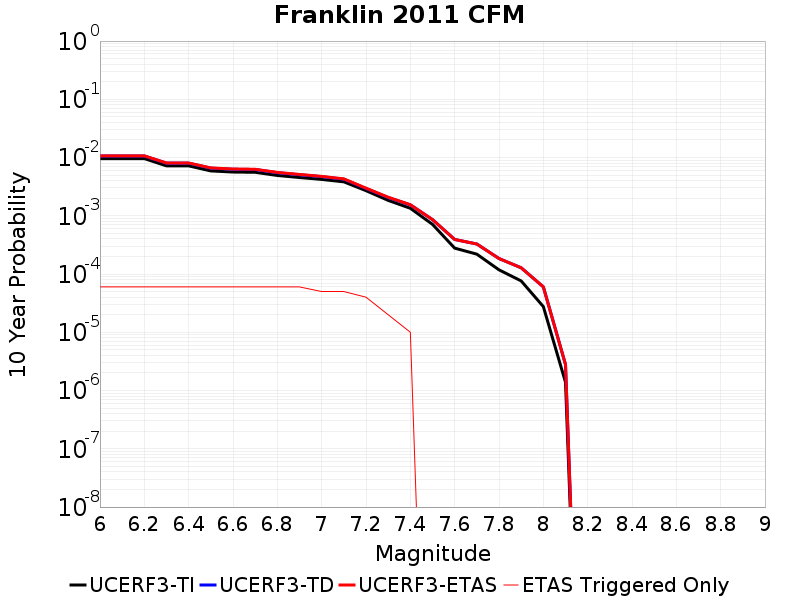 Franklin 2011 CFM
10 Year Probability
10^0
10^-1
10^-2
10^-3
10^-4
10^-5
10^-6
10^-7
10^-8
6 6.2 6.4 6.6 6.8 7 7.2 7.4 7.6 7.8 8 8.2 8.4 8.6 8.8 9
Magnitude
UCERF3-TI UCERF3-TD UCERF3-ETAS ETAS Triggered Only